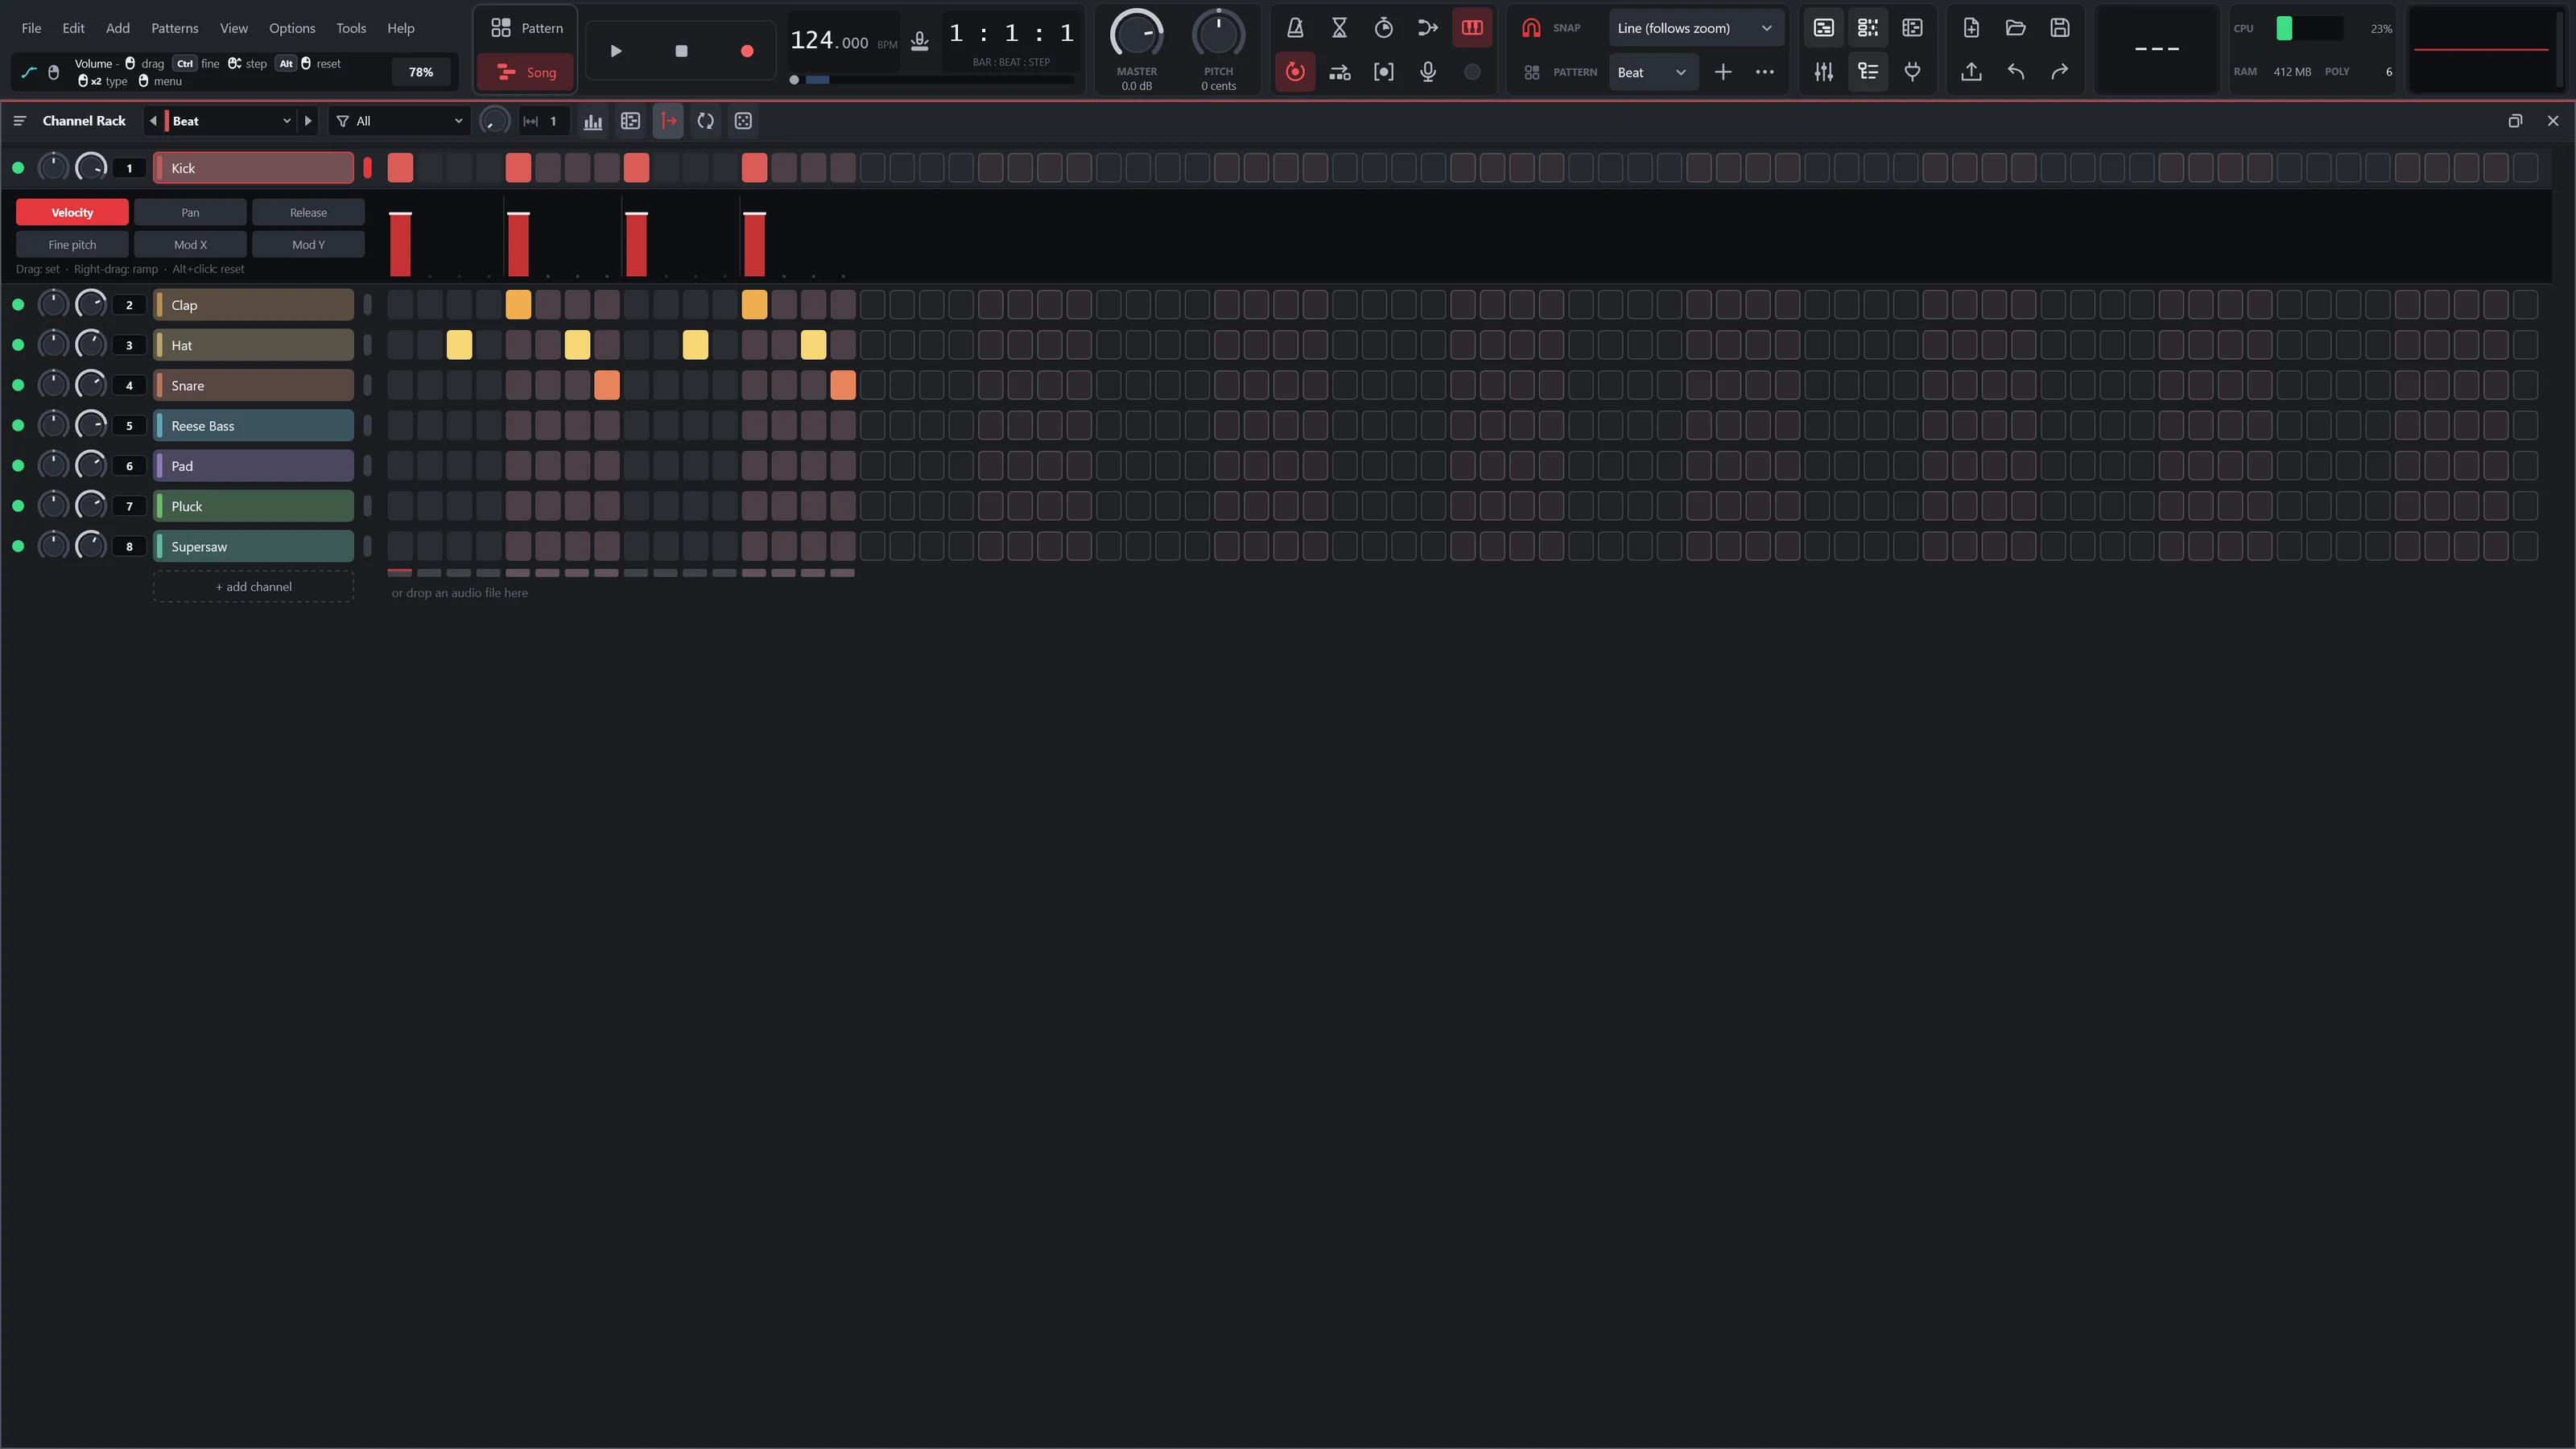 File Edit Add Patterns View Options Tools Help
Volume - drag Ctrl fine step Alt reset
x2 type menu
78%
Pattern
Song
124.000 BPM
1 : 1 : 1
BAR : BEAT : STEP
MASTER
0.0 dB
PITCH
0 cents
SNAP Line (follows zoom)
PATTERN Beat
CPU 23%
RAM 412 MB POLY 6
Channel Rack Beat All 1
1 Kick
Velocity Pan Release
Fine pitch Mod X Mod Y
Drag: set · Right-drag: ramp · Alt+click: reset
2 Clap
3 Hat
4 Snare
5 Reese Bass
6 Pad
7 Pluck
8 Supersaw
+ add channel
or drop an audio file here